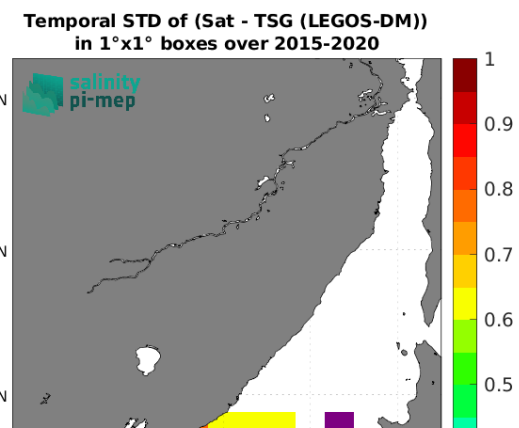 Temporal STD of (Sat - TSG (LEGOS-DM))
in 1°x1° boxes over 2015-2020
salinity
pi-mep
N
N
N
1
0.9
0.8
0.7
0.6
0.5